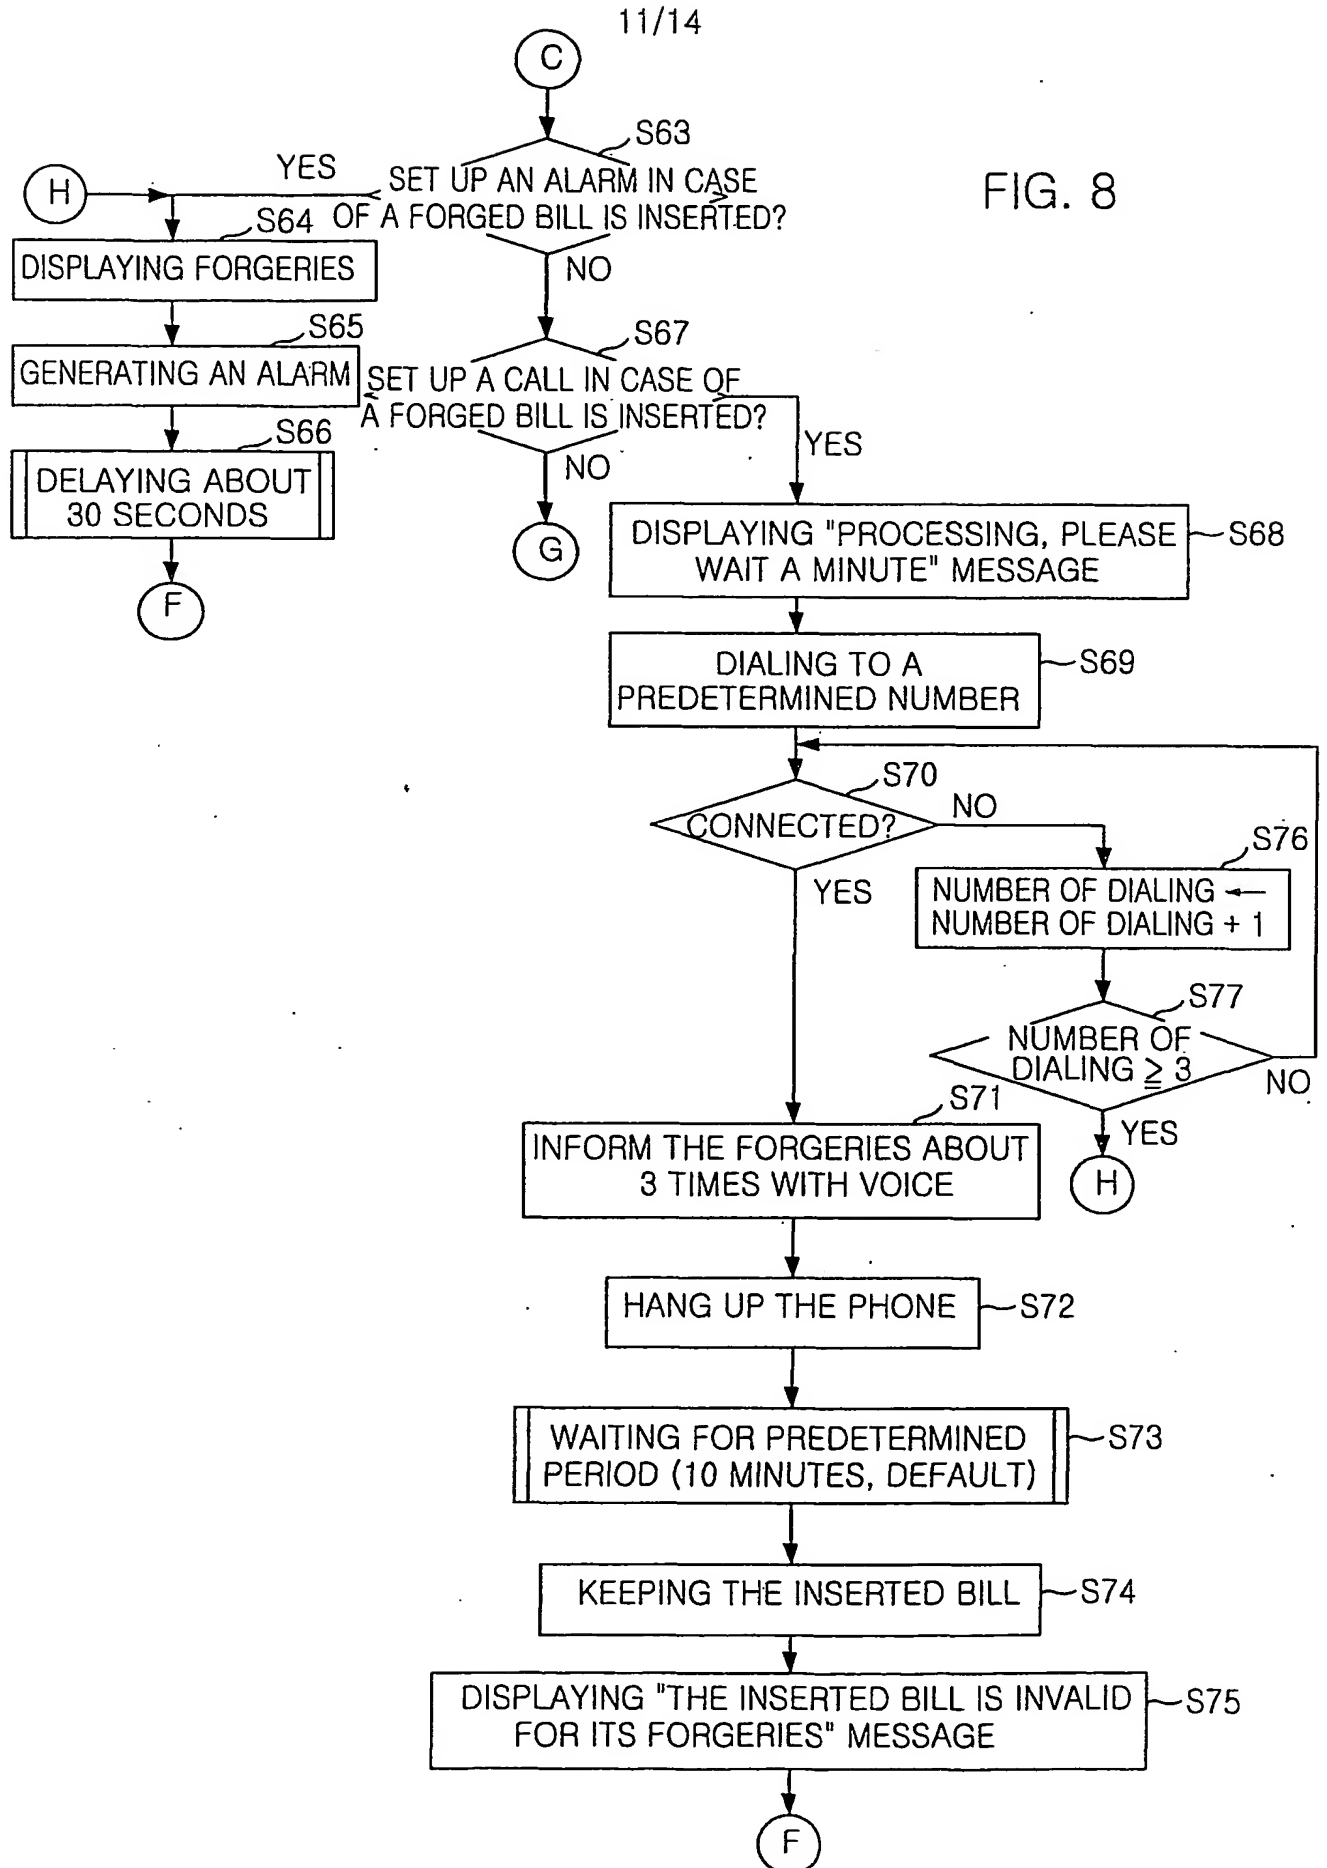 11/14
C
S63
YES
H
SET UP AN ALARM IN CASE
OF A FORGED BILL IS INSERTED?
FIG. 8
S64
DISPLAYING FORGERIES
NO
S65
GENERATING AN ALARM
S67
SET UP A CALL IN CASE OF
A FORGED BILL IS INSERTED?
YES
S66
DELAYING ABOUT
30 SECONDS
NO
G
F
DISPLAYING "PROCESSING, PLEASE
WAIT A MINUTE" MESSAGE
S68
DIALING TO A
PREDETERMINED NUMBER
S69
S70
CONNECTED?
NO
YES
S76
NUMBER OF DIALING ←
NUMBER OF DIALING + 1
S77
NUMBER OF
DIALING ≧ 3
NO
YES
H
S71
INFORM THE FORGERIES ABOUT
3 TIMES WITH VOICE
HANG UP THE PHONE
S72
WAITING FOR PREDETERMINED
PERIOD (10 MINUTES, DEFAULT)
S73
KEEPING THE INSERTED BILL
S74
DISPLAYING "THE INSERTED BILL IS INVALID
FOR ITS FORGERIES" MESSAGE
S75
F